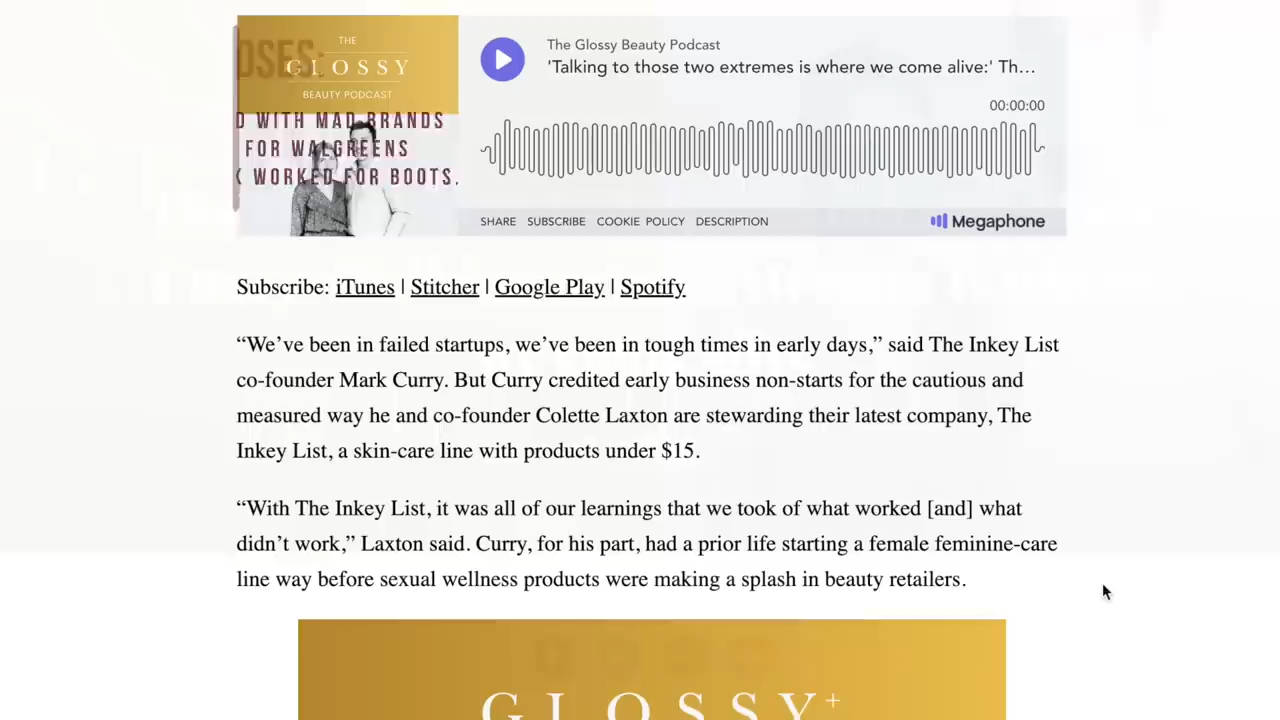 OSES:
THE
GLOSSY
BEAUTY PODCAST
D WITH MAD BRANDS
FOR WALGREENS
K WORKED FOR BOOTS.
The Glossy Beauty Podcast
'Talking to those two extremes is where we come alive:' Th…
00:00:00
SHARE SUBSCRIBE COOKIE POLICY DESCRIPTION
Megaphone
Subscribe: iTunes | Stitcher | Google Play | Spotify
“We’ve been in failed startups, we’ve been in tough times in early days,” said The Inkey List
co-founder Mark Curry. But Curry credited early business non-starts for the cautious and
measured way he and co-founder Colette Laxton are stewarding their latest company, The
Inkey List, a skin-care line with products under $15.
“With The Inkey List, it was all of our learnings that we took of what worked [and] what
didn’t work,” Laxton said. Curry, for his part, had a prior life starting a female feminine-care
line way before sexual wellness products were making a splash in beauty retailers.
GLOSSY+